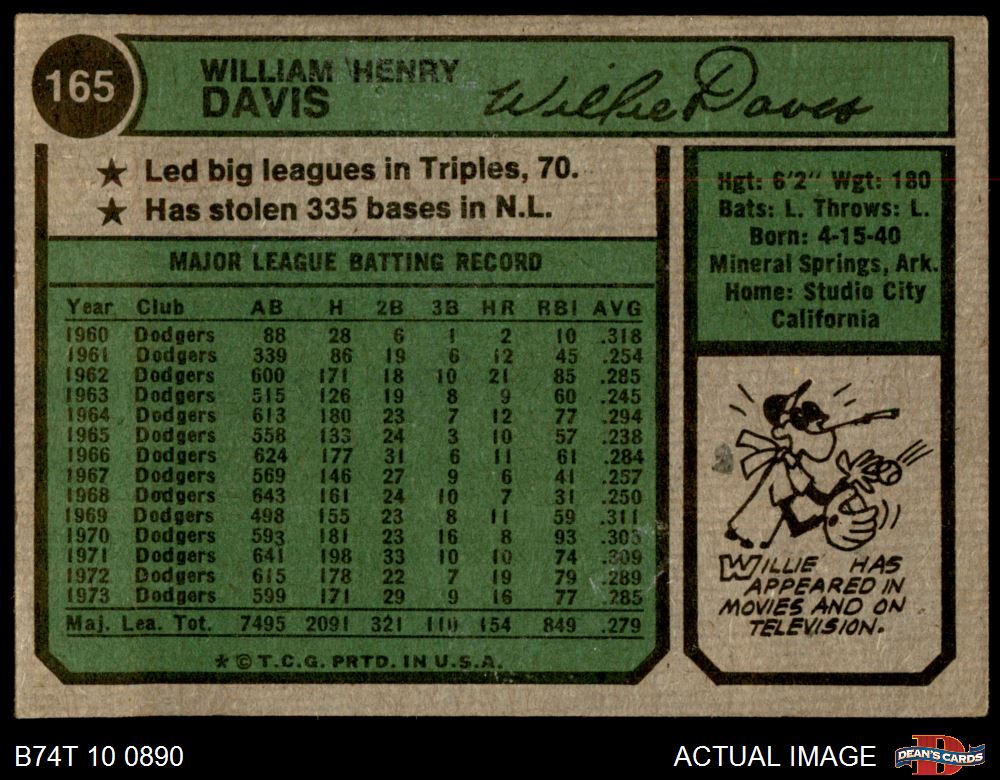 165
WILLIAM HENRY
DAVIS
Willie Davis
★ Led big leagues in Triples, 70.
★ Has stolen 335 bases in N.L.
MAJOR LEAGUE BATTING RECORD
Year Club AB H 2B 3B HR RBI AVG
1960 Dodgers 88 28 6 1 2 10 .318
1961 Dodgers 339 86 19 6 12 45 .254
1962 Dodgers 600 171 18 10 21 85 .285
1963 Dodgers 515 126 19 8 9 60 .245
1964 Dodgers 613 180 23 7 12 77 .294
1965 Dodgers 558 133 24 3 10 57 .238
1966 Dodgers 624 177 31 6 11 61 .284
1967 Dodgers 569 146 27 9 6 41 .257
1968 Dodgers 643 161 24 10 7 31 .250
1969 Dodgers 498 155 23 8 11 59 .311
1970 Dodgers 593 181 23 16 8 93 .305
1971 Dodgers 641 198 33 10 10 74 .309
1972 Dodgers 615 178 22 7 19 79 .289
1973 Dodgers 599 171 29 9 16 77 .285
Maj. Lea. Tot. 7495 2091 321 110 154 849 .279
* © T.C.G. PRTD. IN U.S.A.
Hgt: 6'2" Wgt: 180
Bats: L. Throws: L.
Born: 4-15-40
Mineral Springs, Ark.
Home: Studio City
California
WILLIE HAS
APPEARED IN
MOVIES AND ON
TELEVISION.
B74T 10 0890
ACTUAL IMAGE
DEAN'S CARDS